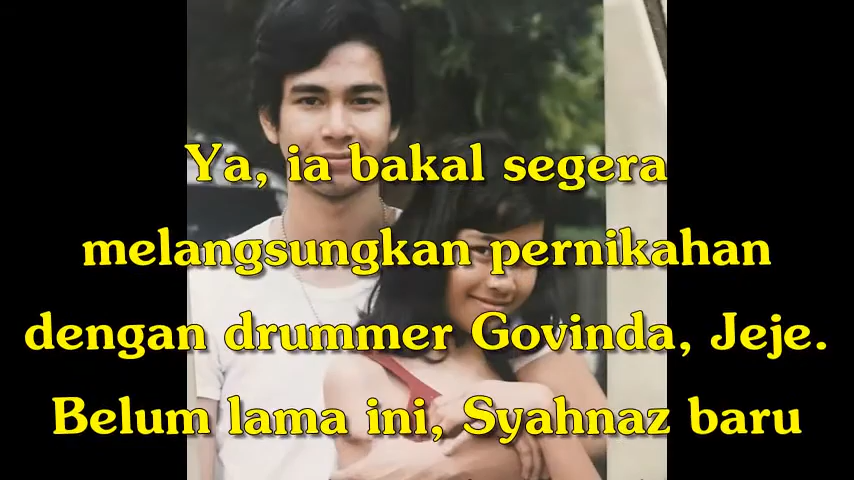 Ya, ia bakal segera
melangsungkan pernikahan
dengan drummer Govinda, Jeje.
Belum lama ini, Syahnaz baru